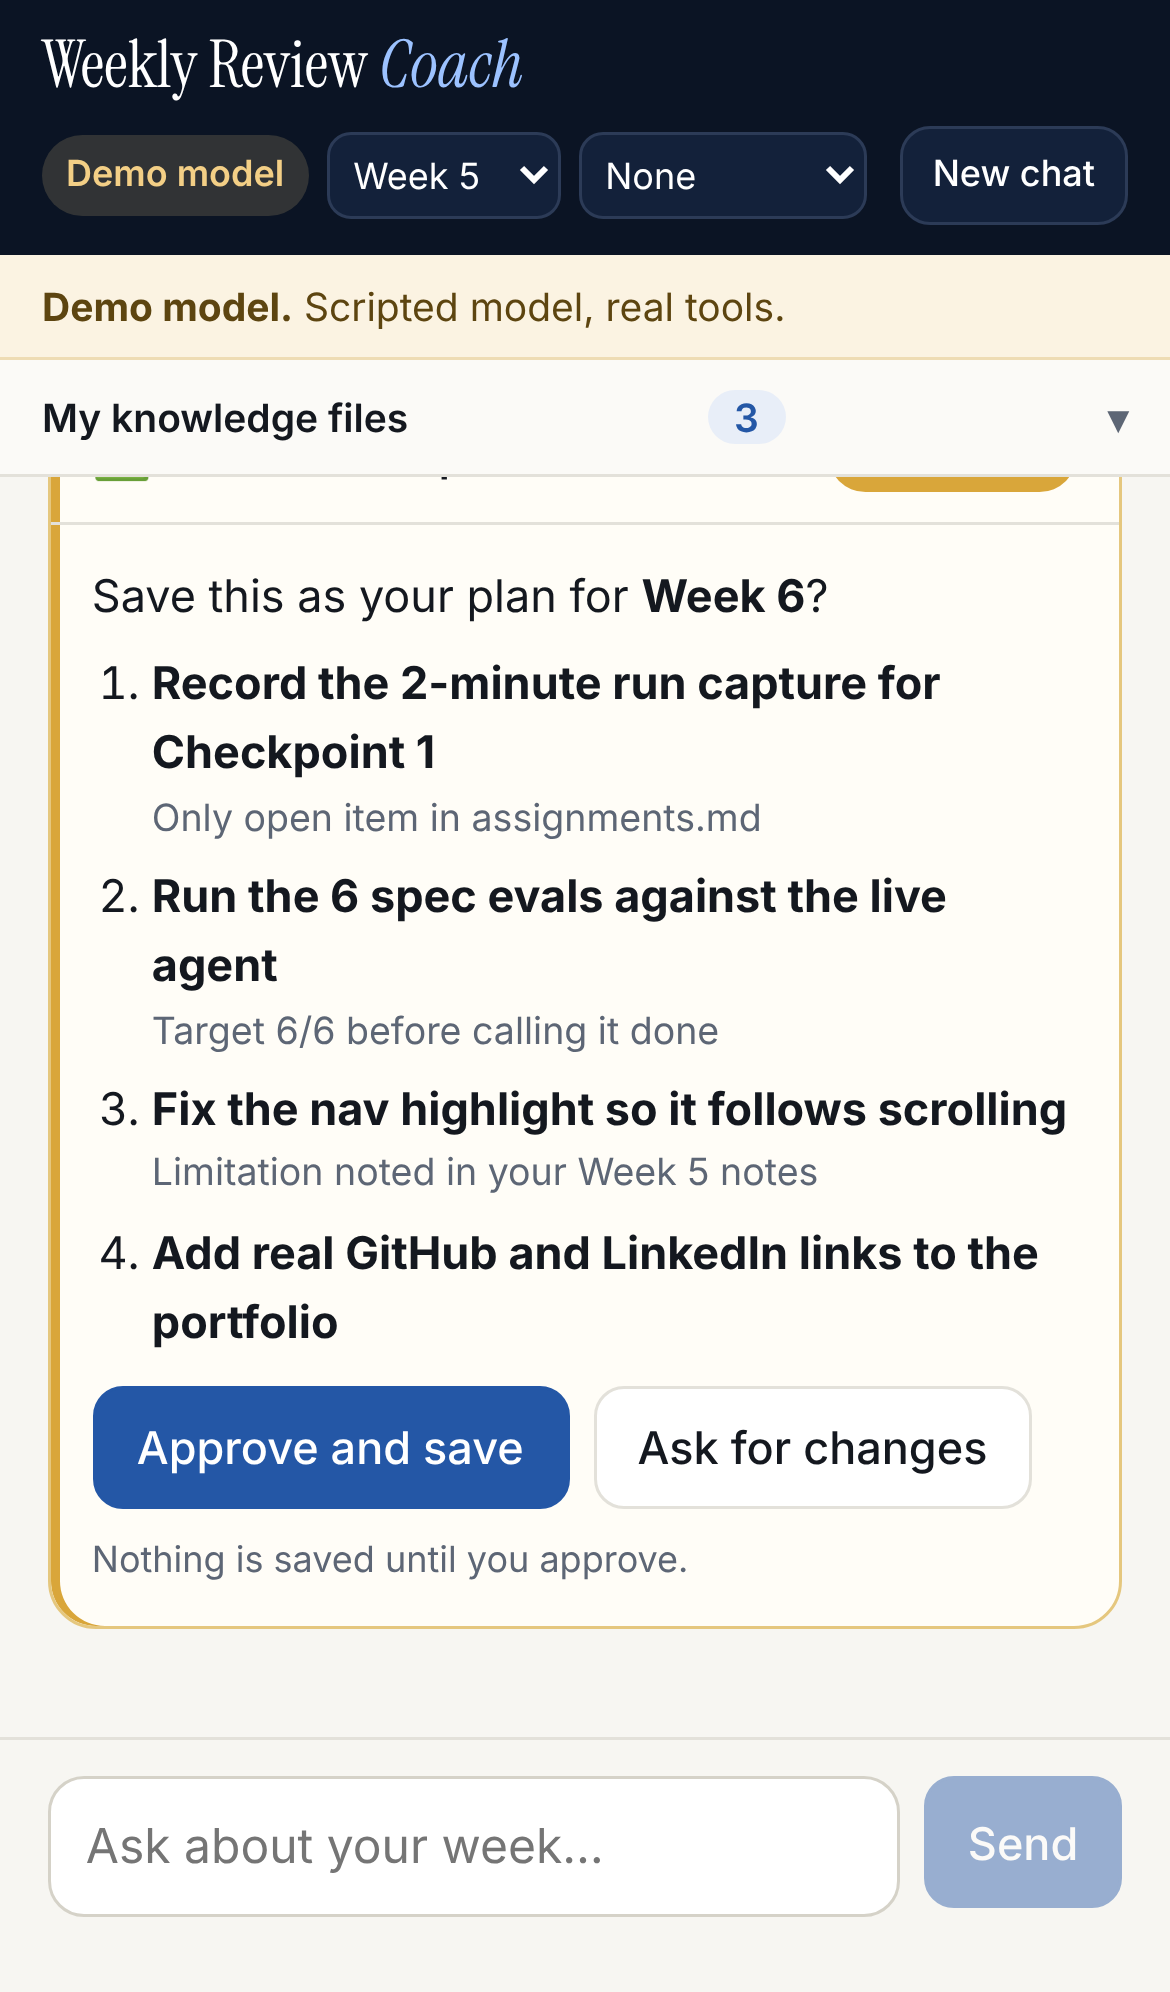 Weekly Review Coach
Demo model
Week 5
None
New chat
Demo model. Scripted model, real tools.
My knowledge files
3
Save this as your plan for Week 6?
1. Record the 2-minute run capture for
Checkpoint 1
Only open item in assignments.md
2. Run the 6 spec evals against the live
agent
Target 6/6 before calling it done
3. Fix the nav highlight so it follows scrolling
Limitation noted in your Week 5 notes
4. Add real GitHub and LinkedIn links to the
portfolio
Approve and save
Ask for changes
Nothing is saved until you approve.
Ask about your week...
Send